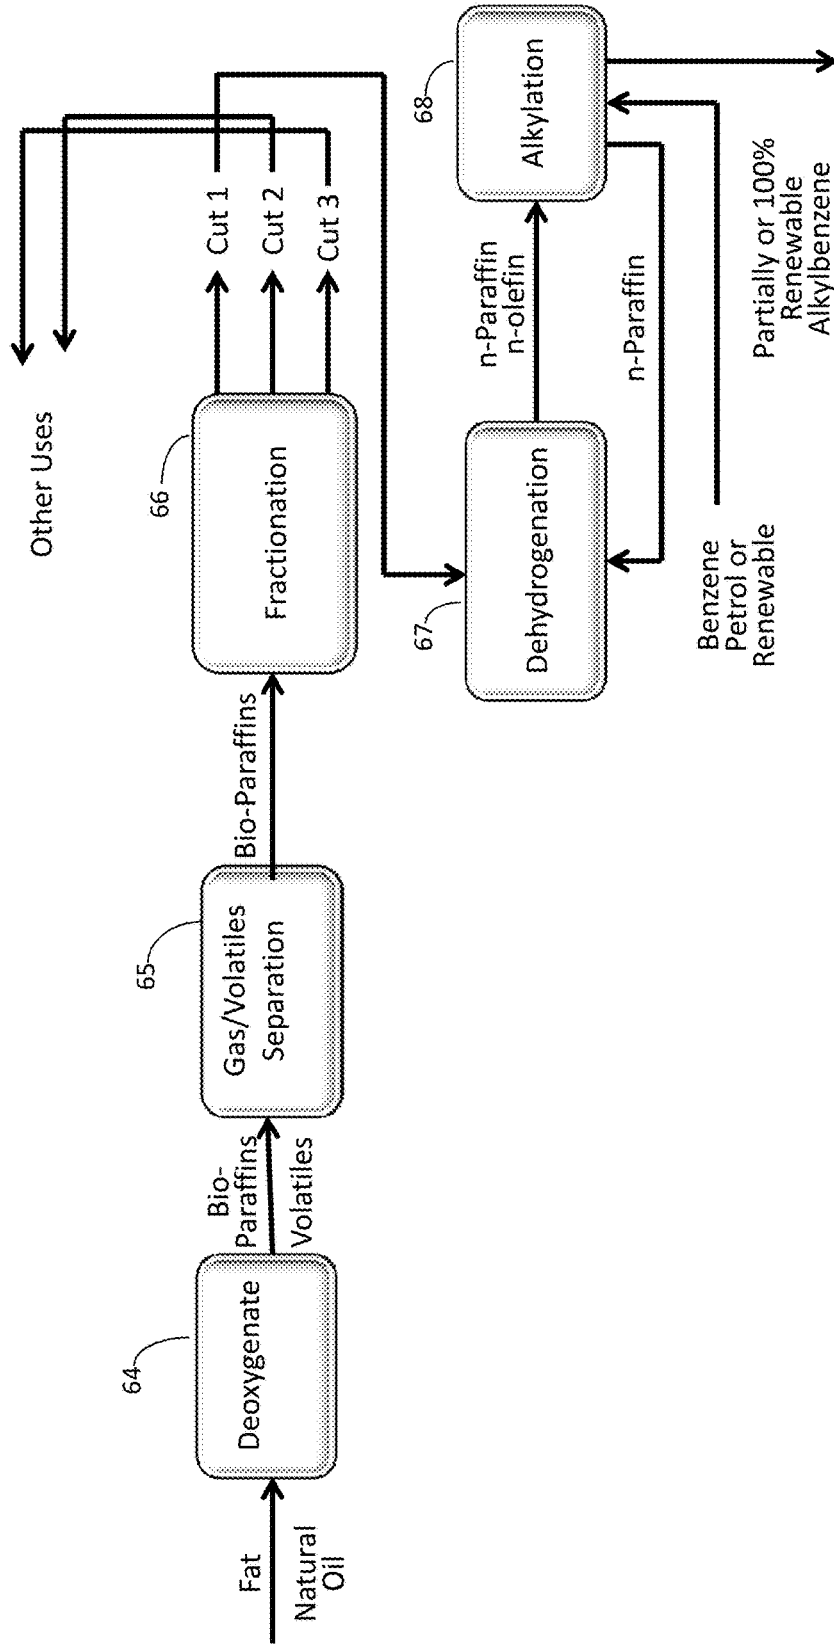 Fat
Natural
Oil
64
Deoxygenate
Bio-
Paraffins
Volatiles
65
Gas/Volatiles
Separation
Bio-Paraffins
66
Fractionation
Cut 1
Cut 2
Cut 3
Other Uses
67
Dehydrogenation
n-Paraffin
n-olefin
n-Paraffin
68
Alkylation
Benzene
Petrol or
Renewable
Partially or 100%
Renewable
Alkylbenzene